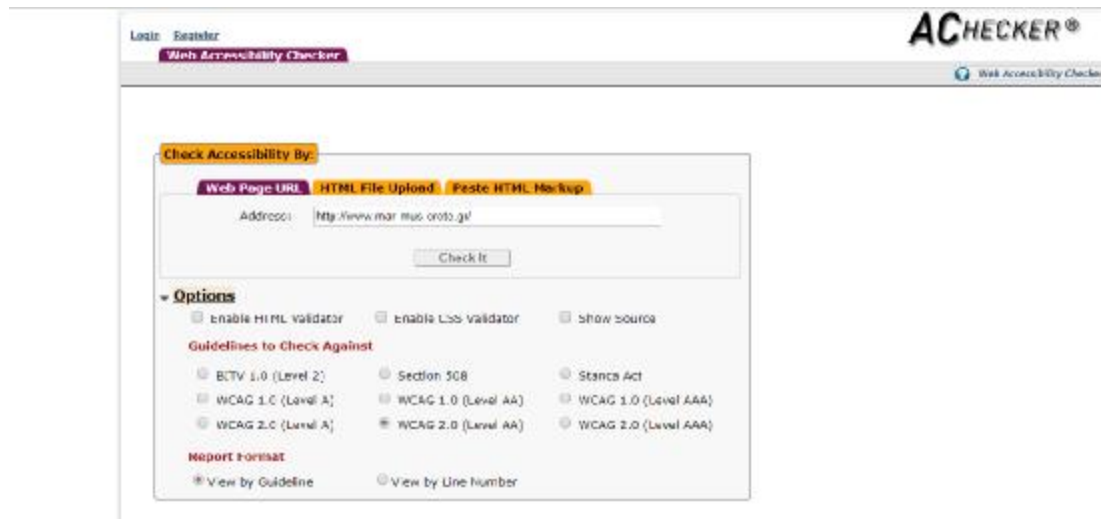 Login Register
ACHECKER®
Web Accessibility Checker
Web Accessibility Checke
Check Accessibility By:
Web Page URL HTML File Upload Paste HTML Markup
Address:
Check It
Options
Enable HTML Validator Enable CSS Validator Show Source
Guidelines to Check Against
BITV 1.0 (Level 2) Section 508 Stanca Act
WCAG 1.0 (Level A) WCAG 1.0 (Level AA) WCAG 1.0 (Level AAA)
WCAG 2.0 (Level A) WCAG 2.0 (Level AA) WCAG 2.0 (Level AAA)
Report Format
View by Guideline View by Line Number